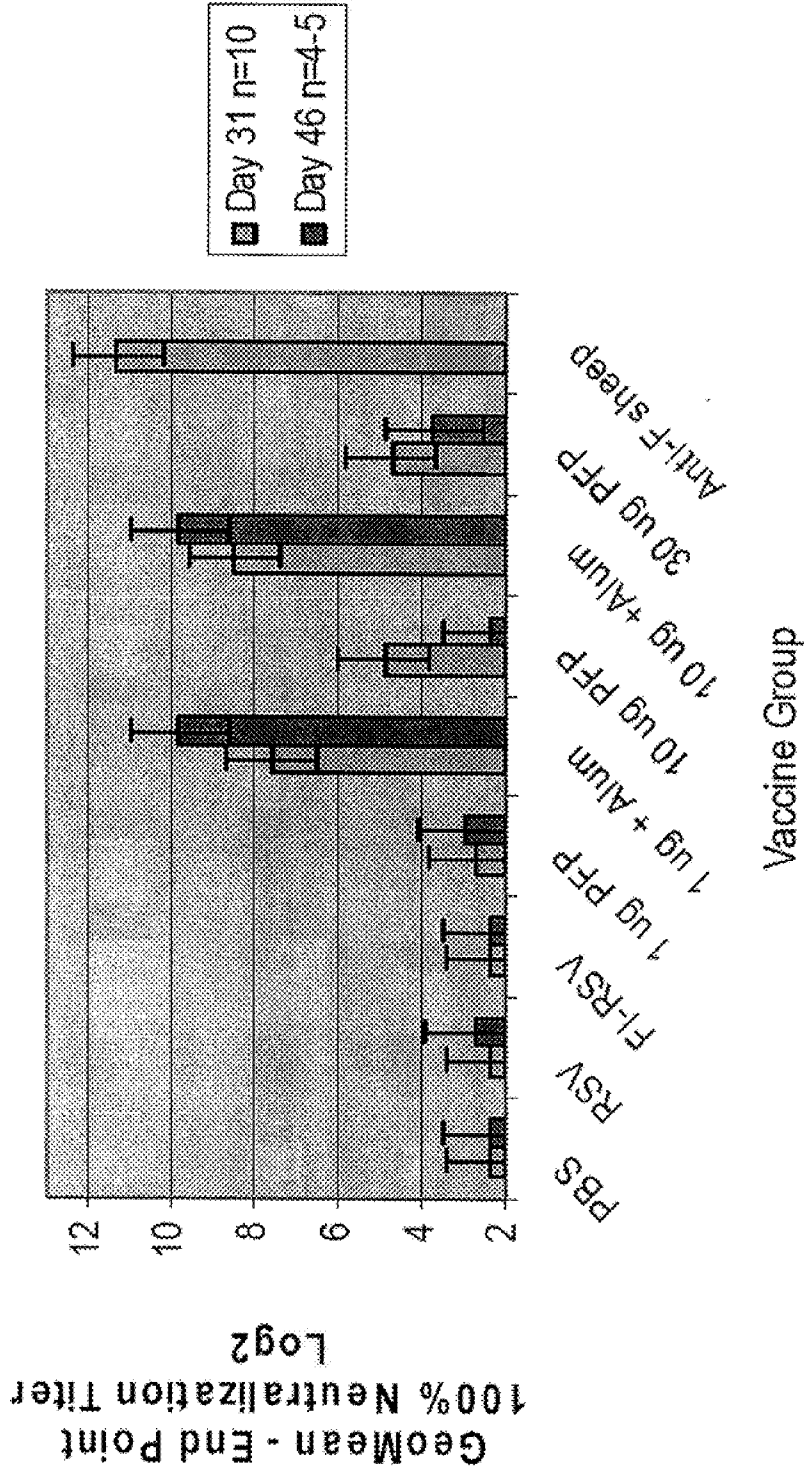 GeoMean - End Point
100% Neutralization Titer
Log2
12
10
8
6
4
2
Day 31 n=10
Day 46 n=4-5
PBS
RSV
FI-RSV
1 ug PFP
1 ug + Alum
10 ug PFP
10 ug +Alum
30 ug PFP
Anti-F sheep
Vaccine Group